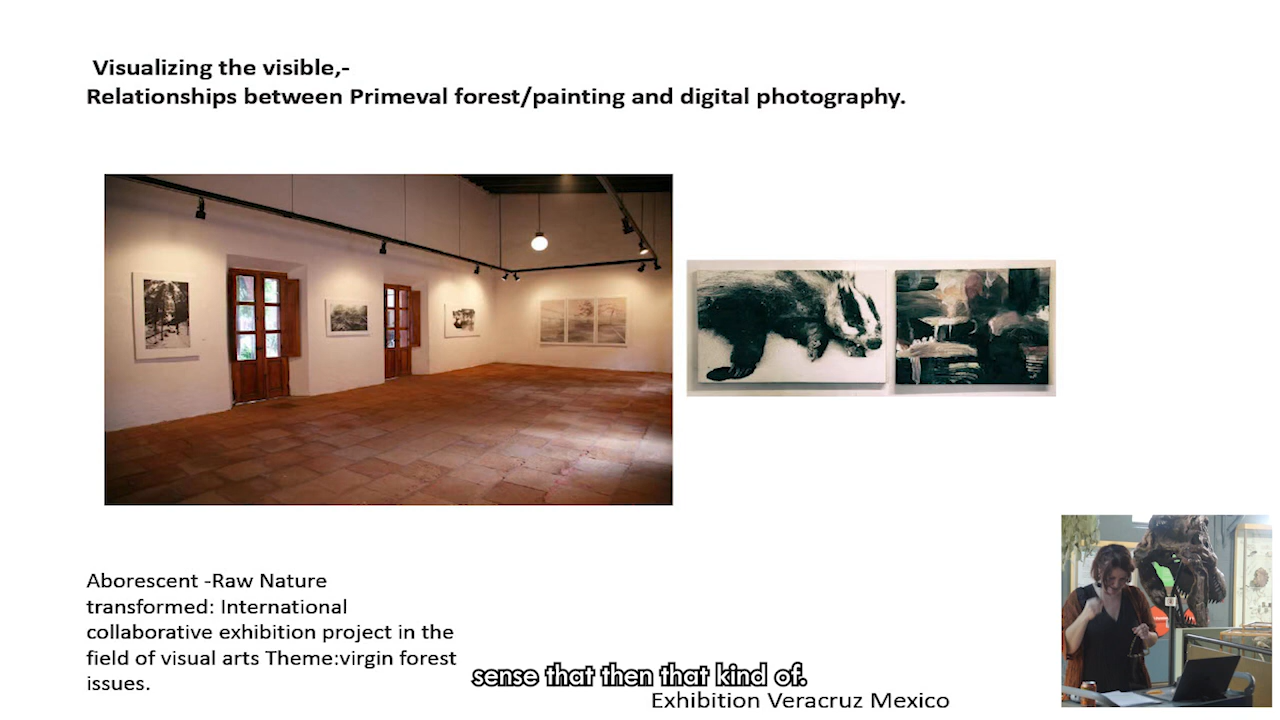 Visualizing the visible,-
Relationships between Primeval forest/painting and digital photography.
Aborescent -Raw Nature
transformed: International
collaborative exhibition project in the
field of visual arts Theme:virgin forest
issues.
sense that then that kind of.
Exhibition Veracruz Mexico